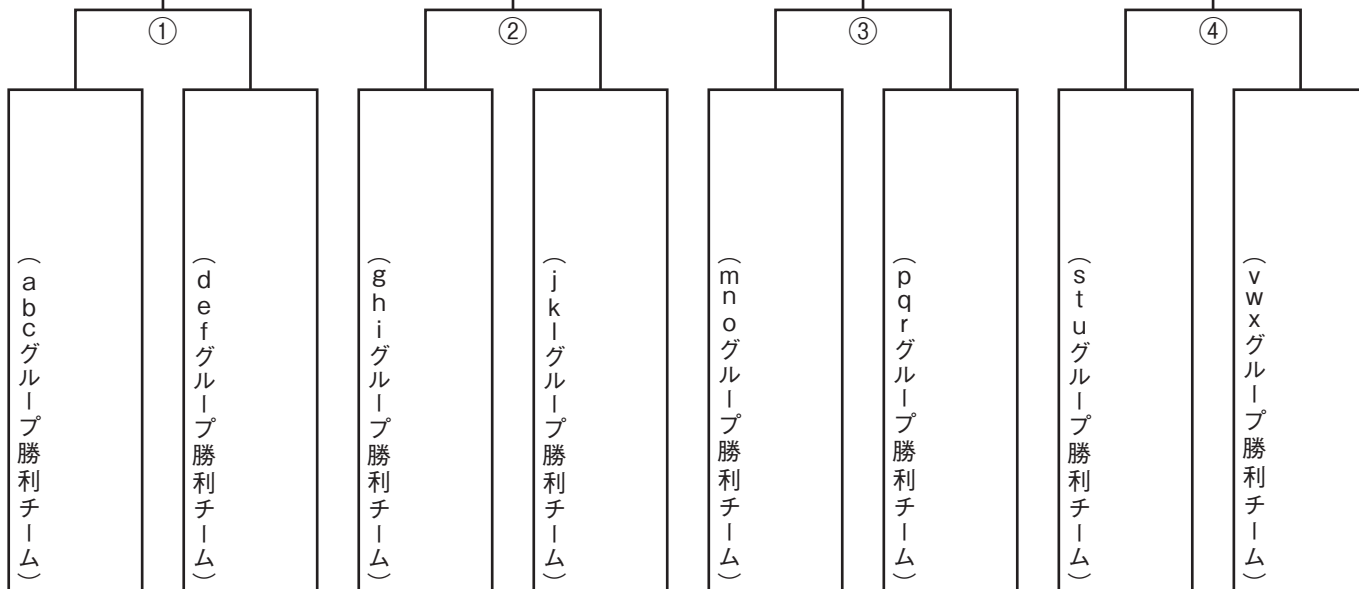 ①
②
③
④
（abcグループ勝利チーム）
（defグループ勝利チーム）
（ghiグループ勝利チーム）
（jklグループ勝利チーム）
（mnoグループ勝利チーム）
（pqrグループ勝利チーム）
（stuグループ勝利チーム）
（vwxグループ勝利チーム）